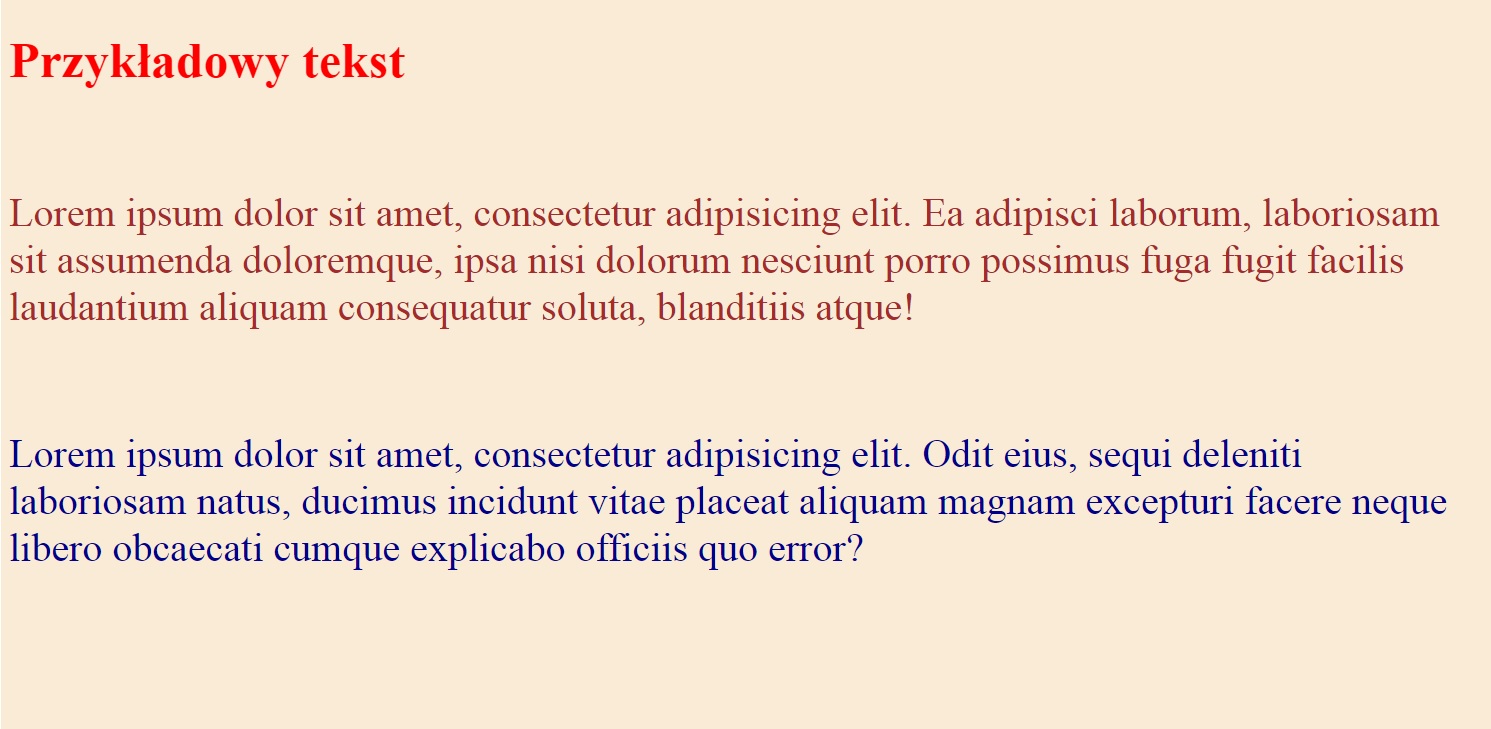 Przykładowy tekst
Lorem ipsum dolor sit amet, consectetur adipisicing elit. Ea adipisci laborum, laboriosam
sit assumenda doloremque, ipsa nisi dolorum nesciunt porro possimus fuga fugit facilis
laudantium aliquam consequatur soluta, blanditiis atque!
Lorem ipsum dolor sit amet, consectetur adipisicing elit. Odit eius, sequi deleniti
laboriosam natus, ducimus incidunt vitae placeat aliquam magnam excepturi facere neque
libero obcaecati cumque explicabo officiis quo error?